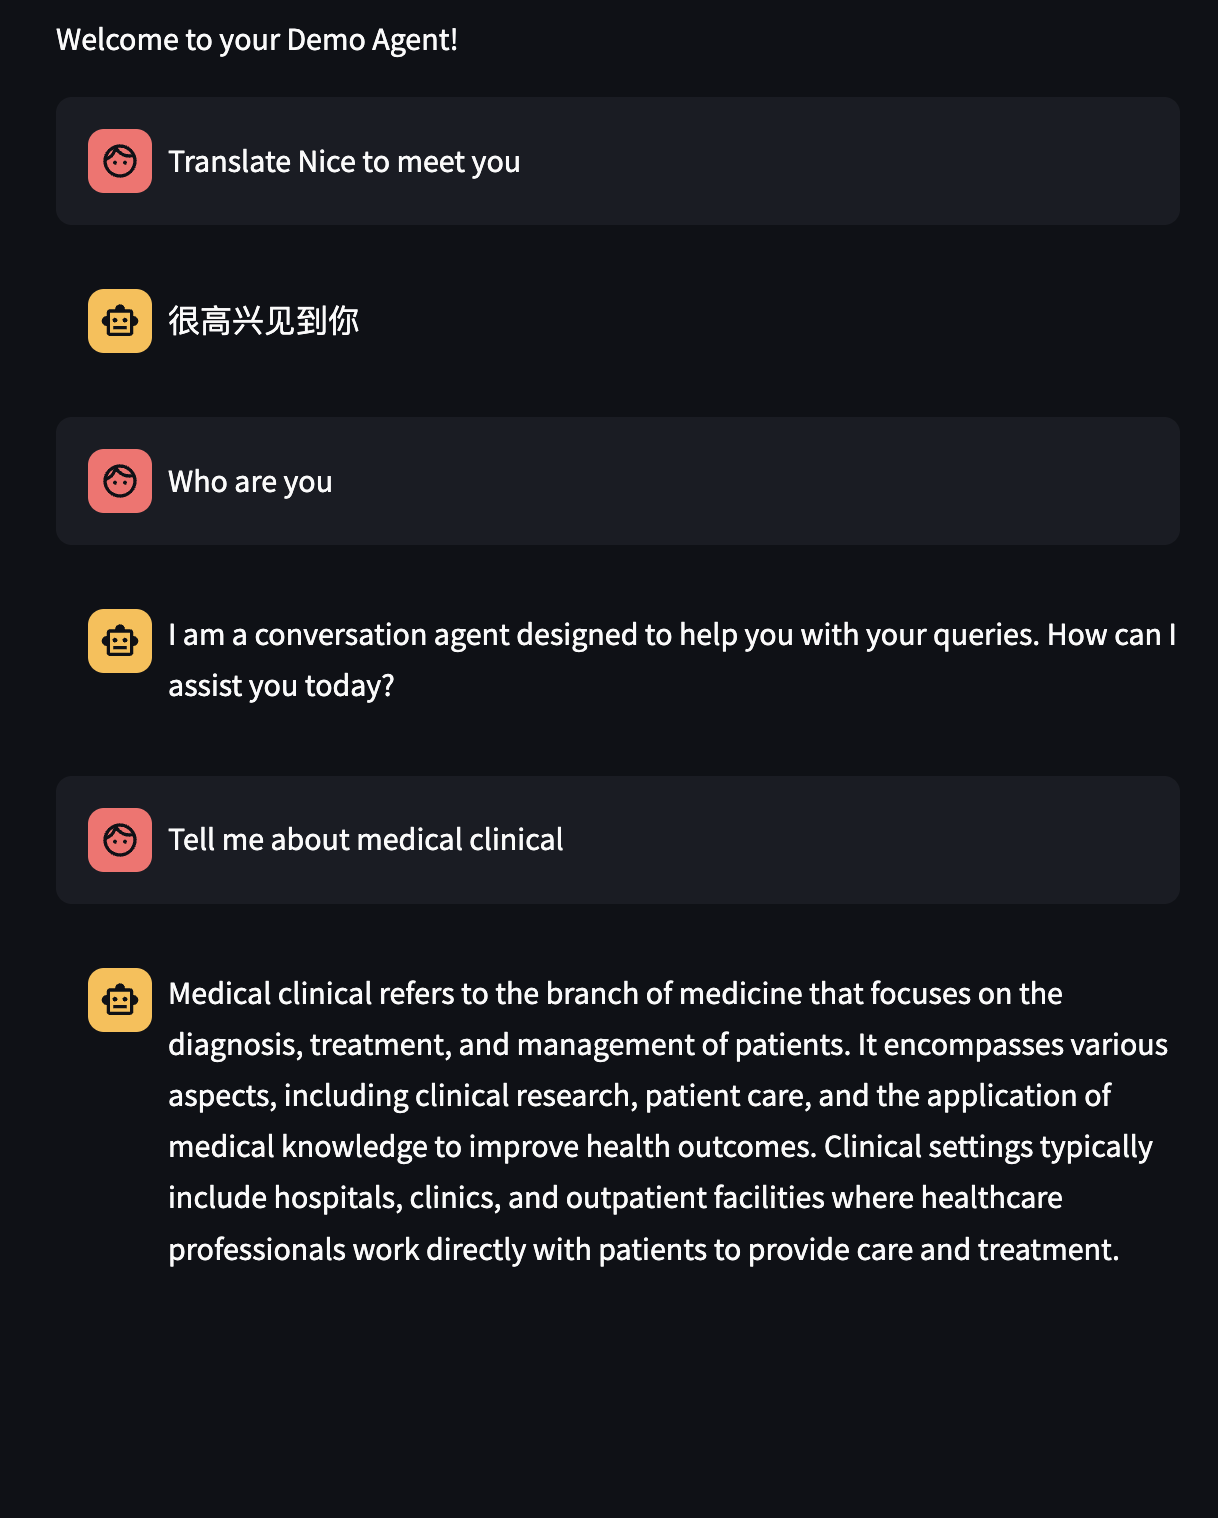 Welcome to your Demo Agent!
Translate Nice to meet you
很高兴见到你
Who are you
I am a conversation agent designed to help you with your queries. How can I
assist you today?
Tell me about medical clinical
Medical clinical refers to the branch of medicine that focuses on the
diagnosis, treatment, and management of patients. It encompasses various
aspects, including clinical research, patient care, and the application of
medical knowledge to improve health outcomes. Clinical settings typically
include hospitals, clinics, and outpatient facilities where healthcare
professionals work directly with patients to provide care and treatment.